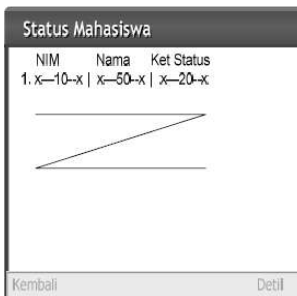 Status Mahasiswa
NIM Nama Ket Status
1. x—10--x | x—50--x | x—20--x
Kembali Detil